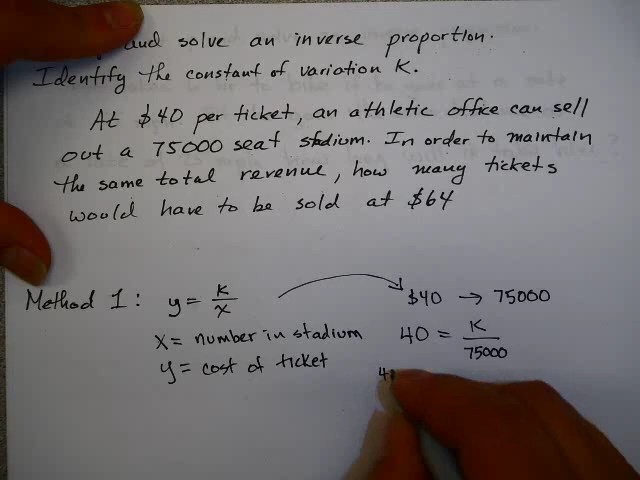 and solve an inverse proportion.
Identify the constant of variation K.
At $40 per ticket, an athletic office can sell
out a 75000 seat stadium. In order to maintain
the same total revenue, how many tickets
would have to be sold at $64
Method 1: y = K/x
$40 → 75000
x = number in stadium
40 = K/75000
y = cost of ticket
4